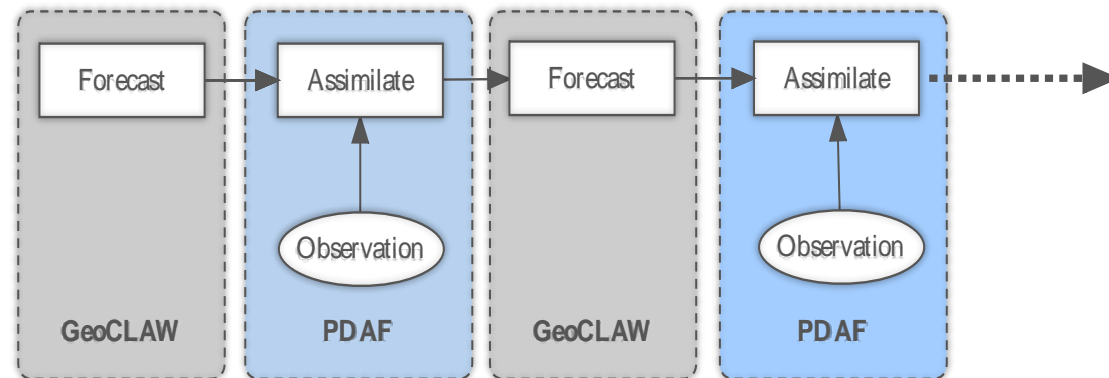 Forecast
Assimilate
Forecast
Assimilate
Observation
Observation
GeoCLAW
PDAF
GeoCLAW
PDAF